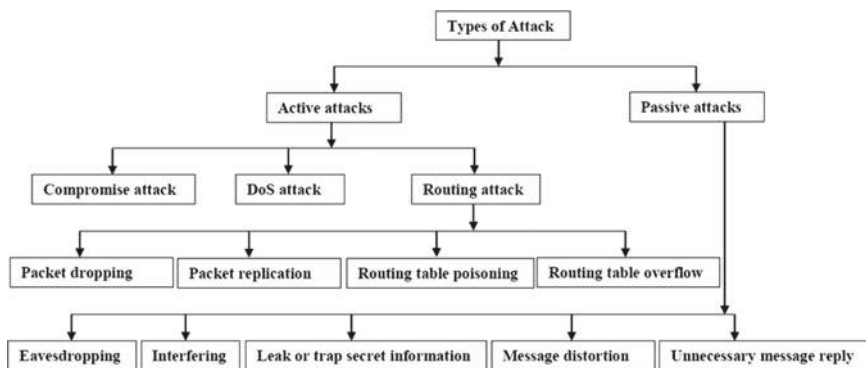 Types of Attack
Active attacks
Passive attacks
Compromise attack
DoS attack
Routing attack
Packet dropping
Packet replication
Routing table poisoning
Routing table overflow
Eavesdropping
Interfering
Leak or trap secret information
Message distortion
Unnecessary message reply